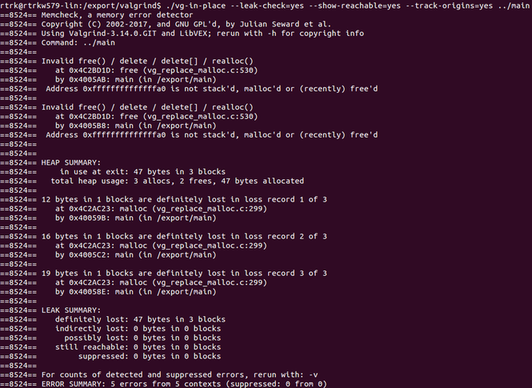 rtrk@rtrkw579-lin:/export/valgrind$ ./vg-in-place --leak-check=yes --show-reachable=yes --track-origins=yes ../main
==8524== Memcheck, a memory error detector
==8524== Copyright (C) 2002-2017, and GNU GPL'd, by Julian Seward et al.
==8524== Using Valgrind-3.14.0.GIT and LibVEX; rerun with -h for copyright info
==8524== Command: ../main
==8524==
==8524== Invalid free() / delete / delete[] / realloc()
==8524==    at 0x4C2BD1D: free (vg_replace_malloc.c:530)
==8524==    by 0x4005AB: main (in /export/main)
==8524==  Address 0xffffffffffffffa0 is not stack'd, malloc'd or (recently) free'd
==8524==
==8524== Invalid free() / delete / delete[] / realloc()
==8524==    at 0x4C2BD1D: free (vg_replace_malloc.c:530)
==8524==    by 0x4005B8: main (in /export/main)
==8524==  Address 0xffffffffffffffa0 is not stack'd, malloc'd or (recently) free'd
==8524==
==8524==
==8524== HEAP SUMMARY:
==8524==     in use at exit: 47 bytes in 3 blocks
==8524==   total heap usage: 3 allocs, 2 frees, 47 bytes allocated
==8524==
==8524== 12 bytes in 1 blocks are definitely lost in loss record 1 of 3
==8524==    at 0x4C2AC23: malloc (vg_replace_malloc.c:299)
==8524==    by 0x40059B: main (in /export/main)
==8524==
==8524== 16 bytes in 1 blocks are definitely lost in loss record 2 of 3
==8524==    at 0x4C2AC23: malloc (vg_replace_malloc.c:299)
==8524==    by 0x4005C2: main (in /export/main)
==8524==
==8524== 19 bytes in 1 blocks are definitely lost in loss record 3 of 3
==8524==    at 0x4C2AC23: malloc (vg_replace_malloc.c:299)
==8524==    by 0x40058E: main (in /export/main)
==8524==
==8524== LEAK SUMMARY:
==8524==    definitely lost: 47 bytes in 3 blocks
==8524==    indirectly lost: 0 bytes in 0 blocks
==8524==      possibly lost: 0 bytes in 0 blocks
==8524==    still reachable: 0 bytes in 0 blocks
==8524==         suppressed: 0 bytes in 0 blocks
==8524==
==8524== For counts of detected and suppressed errors, rerun with: -v
==8524== ERROR SUMMARY: 5 errors from 5 contexts (suppressed: 0 from 0)